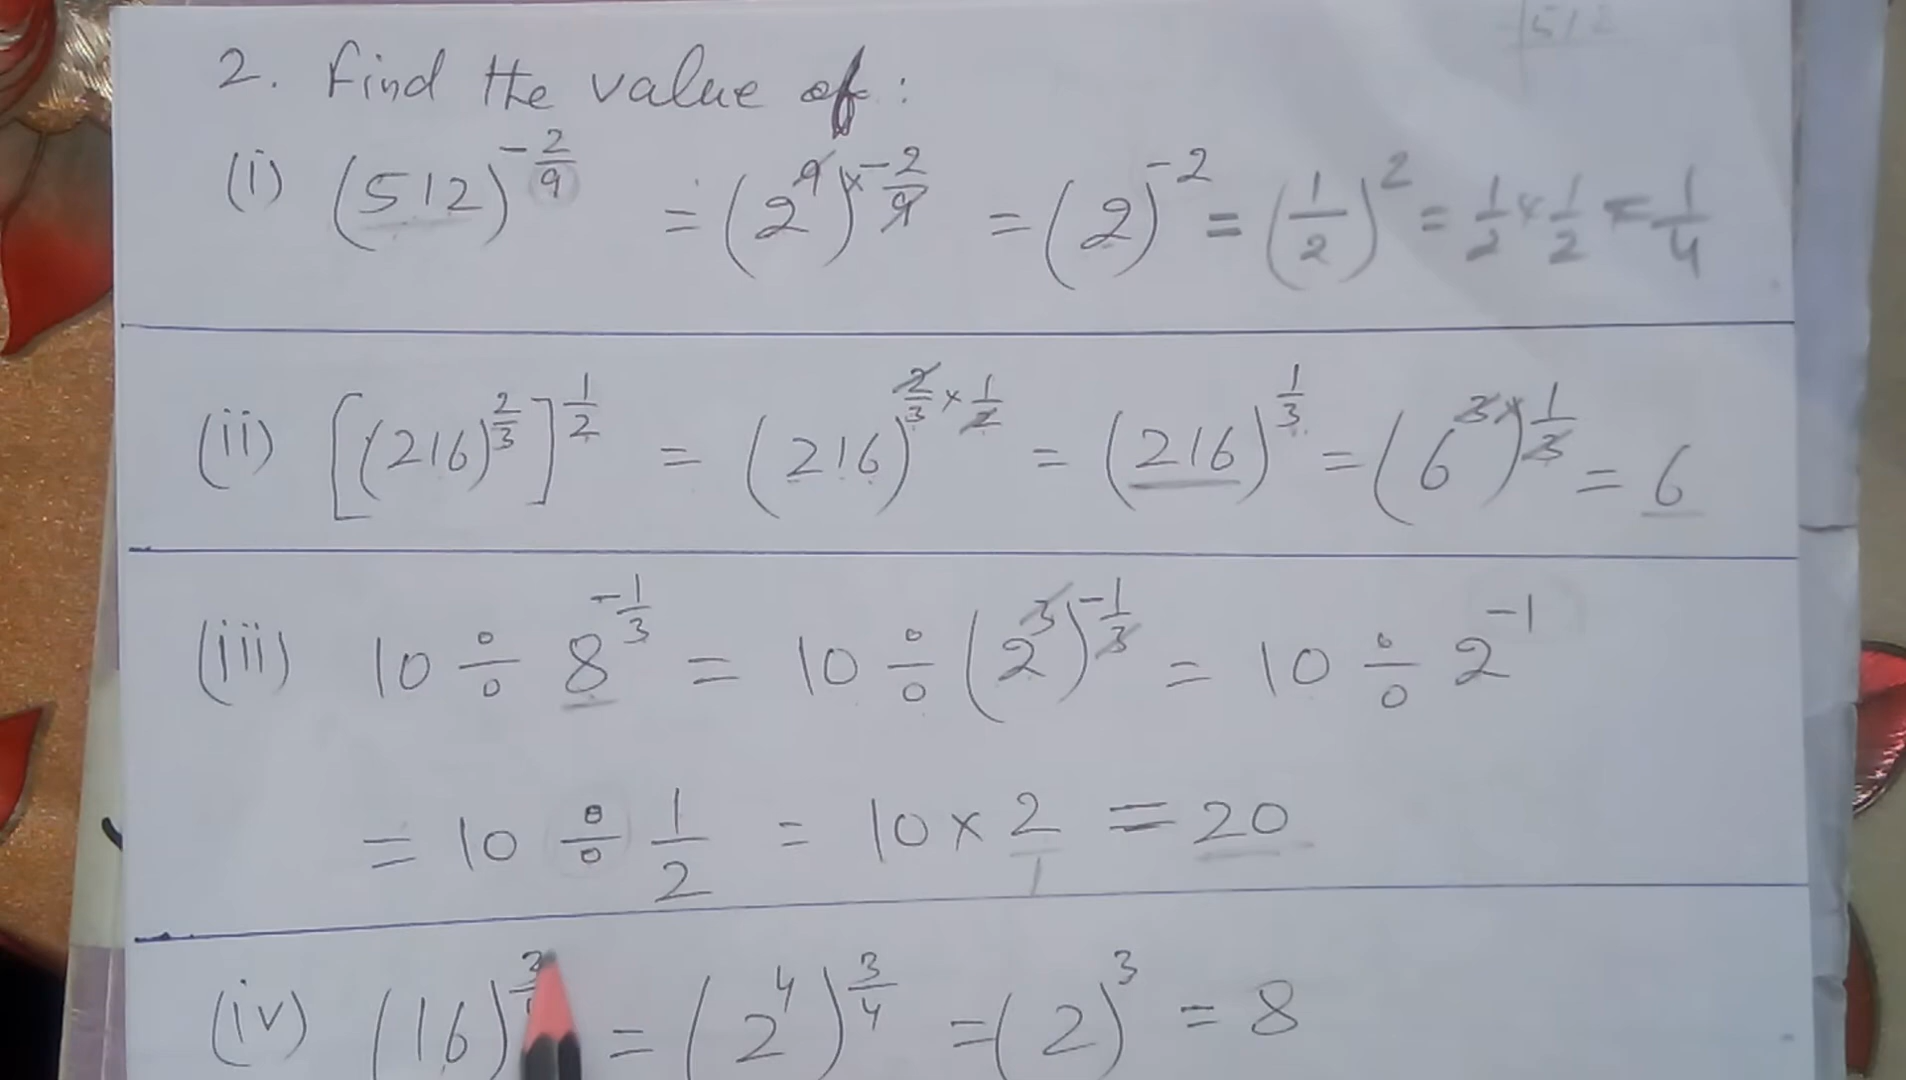 512
2. Find the value of :
(i) (512)^(-2/9) = (2^9)^(× -2/9) = (2)^(-2) = (1/2)^2 = 1/2 × 1/2 = 1/4
(ii) [(216)^(2/3)]^(1/2) = (216)^(2/3 × 1/2) = (216)^(1/3) = (6^3)^(× 1/3) = 6
(iii) 10 ÷ 8^(-1/3) = 10 ÷ (2^3)^(-1/3) = 10 ÷ 2^(-1)
= 10 ÷ 1/2 = 10 × 2/1 = 20
(iv) (16) = (2^4)^(3/4) = (2)^3 = 8